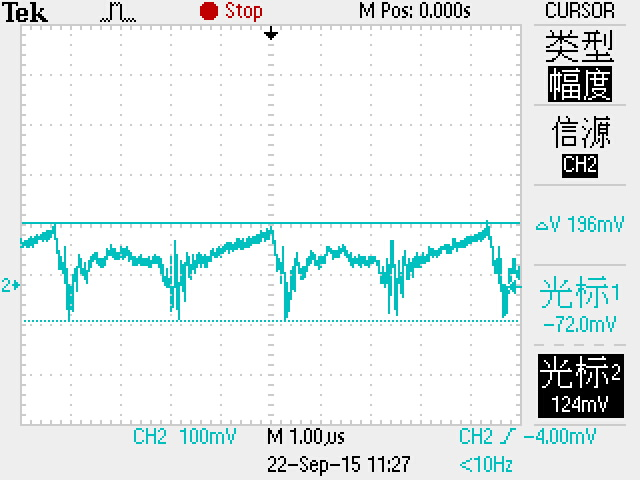 Tek Stop M Pos: 0.000s CURSOR
类型
幅度
信源
CH2
△V 196mV
2
光标1
-72.0mV
光标2
124mV
CH2 100mV M 1.00us CH2 -4.00mV
22-Sep-15 11:27 <10Hz